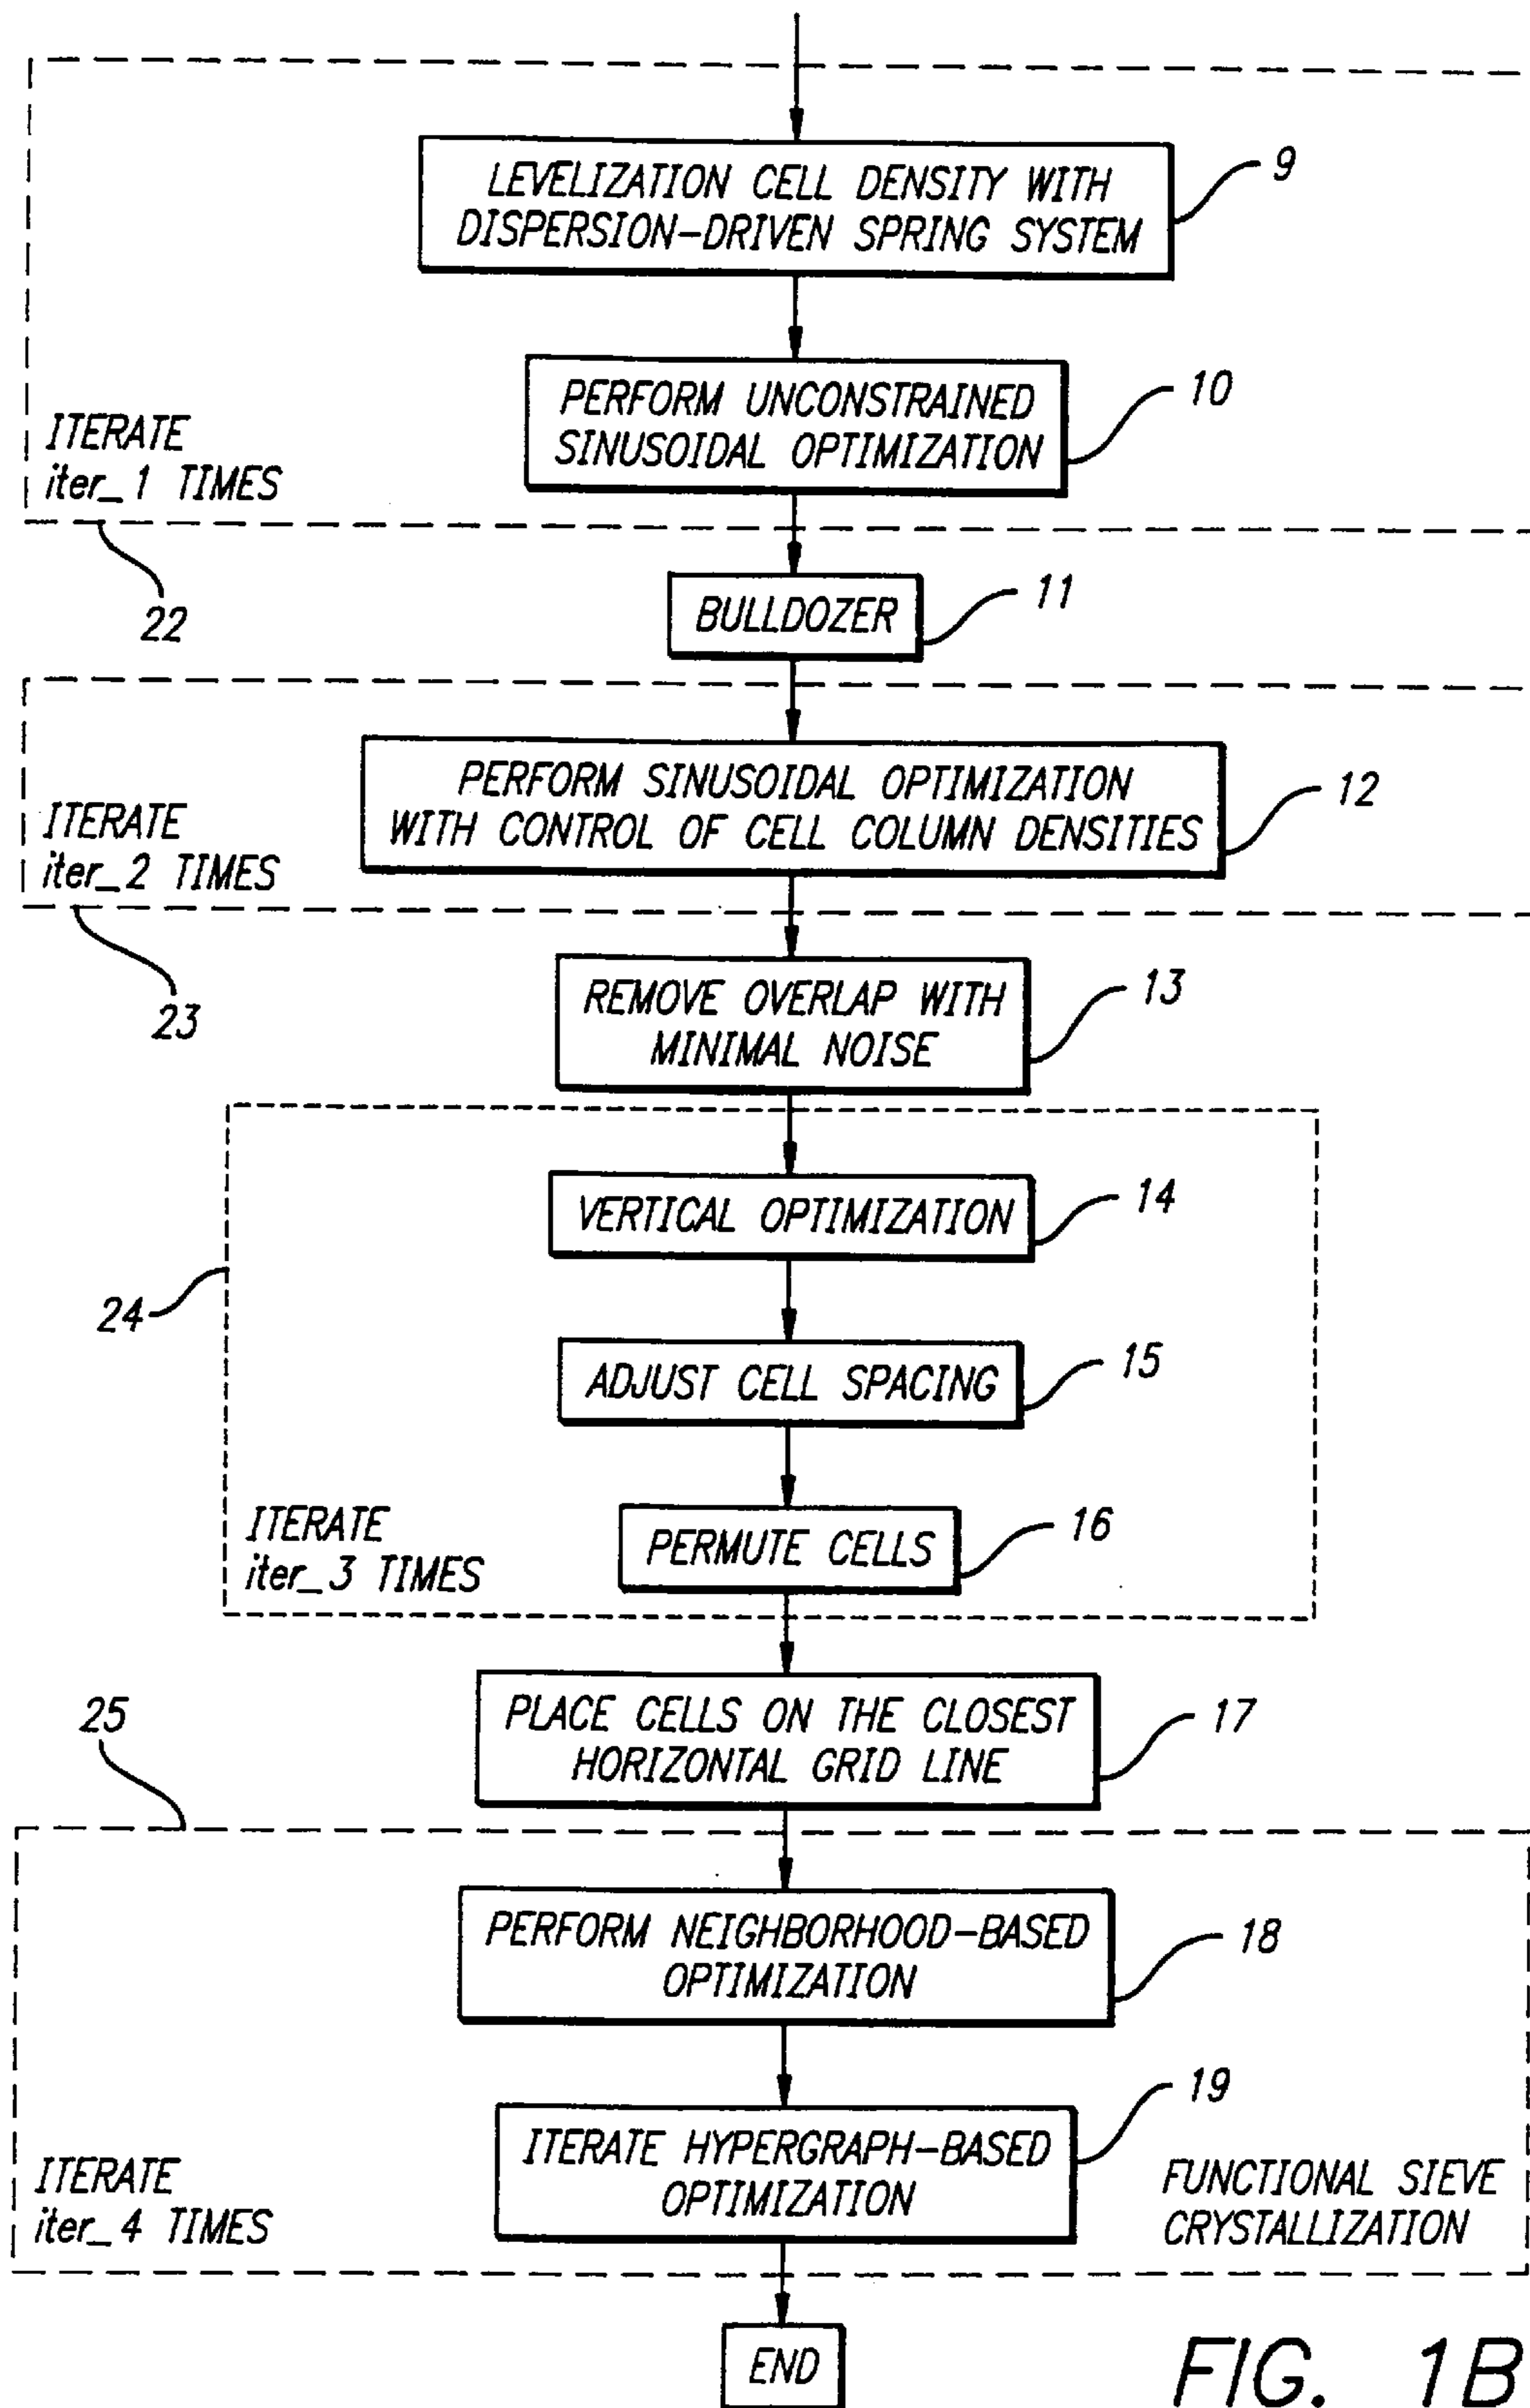 LEVELIZATION CELL DENSITY WITH
DISPERSION-DRIVEN SPRING SYSTEM
9
PERFORM UNCONSTRAINED
SINUSOIDAL OPTIMIZATION
10
ITERATE
iter_1 TIMES
22
BULLDOZER
11
PERFORM SINUSOIDAL OPTIMIZATION
WITH CONTROL OF CELL COLUMN DENSITIES
12
ITERATE
iter_2 TIMES
23
REMOVE OVERLAP WITH
MINIMAL NOISE
13
VERTICAL OPTIMIZATION
14
24
ADJUST CELL SPACING
15
PERMUTE CELLS
16
ITERATE
iter_3 TIMES
PLACE CELLS ON THE CLOSEST
HORIZONTAL GRID LINE
17
25
PERFORM NEIGHBORHOOD-BASED
OPTIMIZATION
18
ITERATE HYPERGRAPH-BASED
OPTIMIZATION
19
ITERATE
iter_4 TIMES
FUNCTIONAL SIEVE
CRYSTALLIZATION
END
FIG. 1B